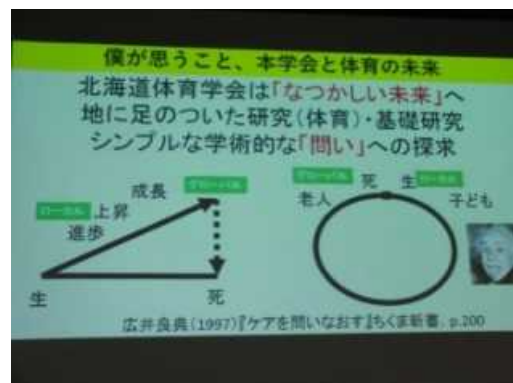 僕が思うこと、本学会と体育の未来
北海道体育学会は「なつかしい未来」へ
地に足のついた研究(体育)・基礎研究
シンプルな学術的な「問い」への探求
成長
グローバル
ローカル
上昇
進歩
生
死
グローバル
死
生
ローカル
老人
子ども
広井良典(1997)『ケアを問いなおす』ちくま新書, p.200